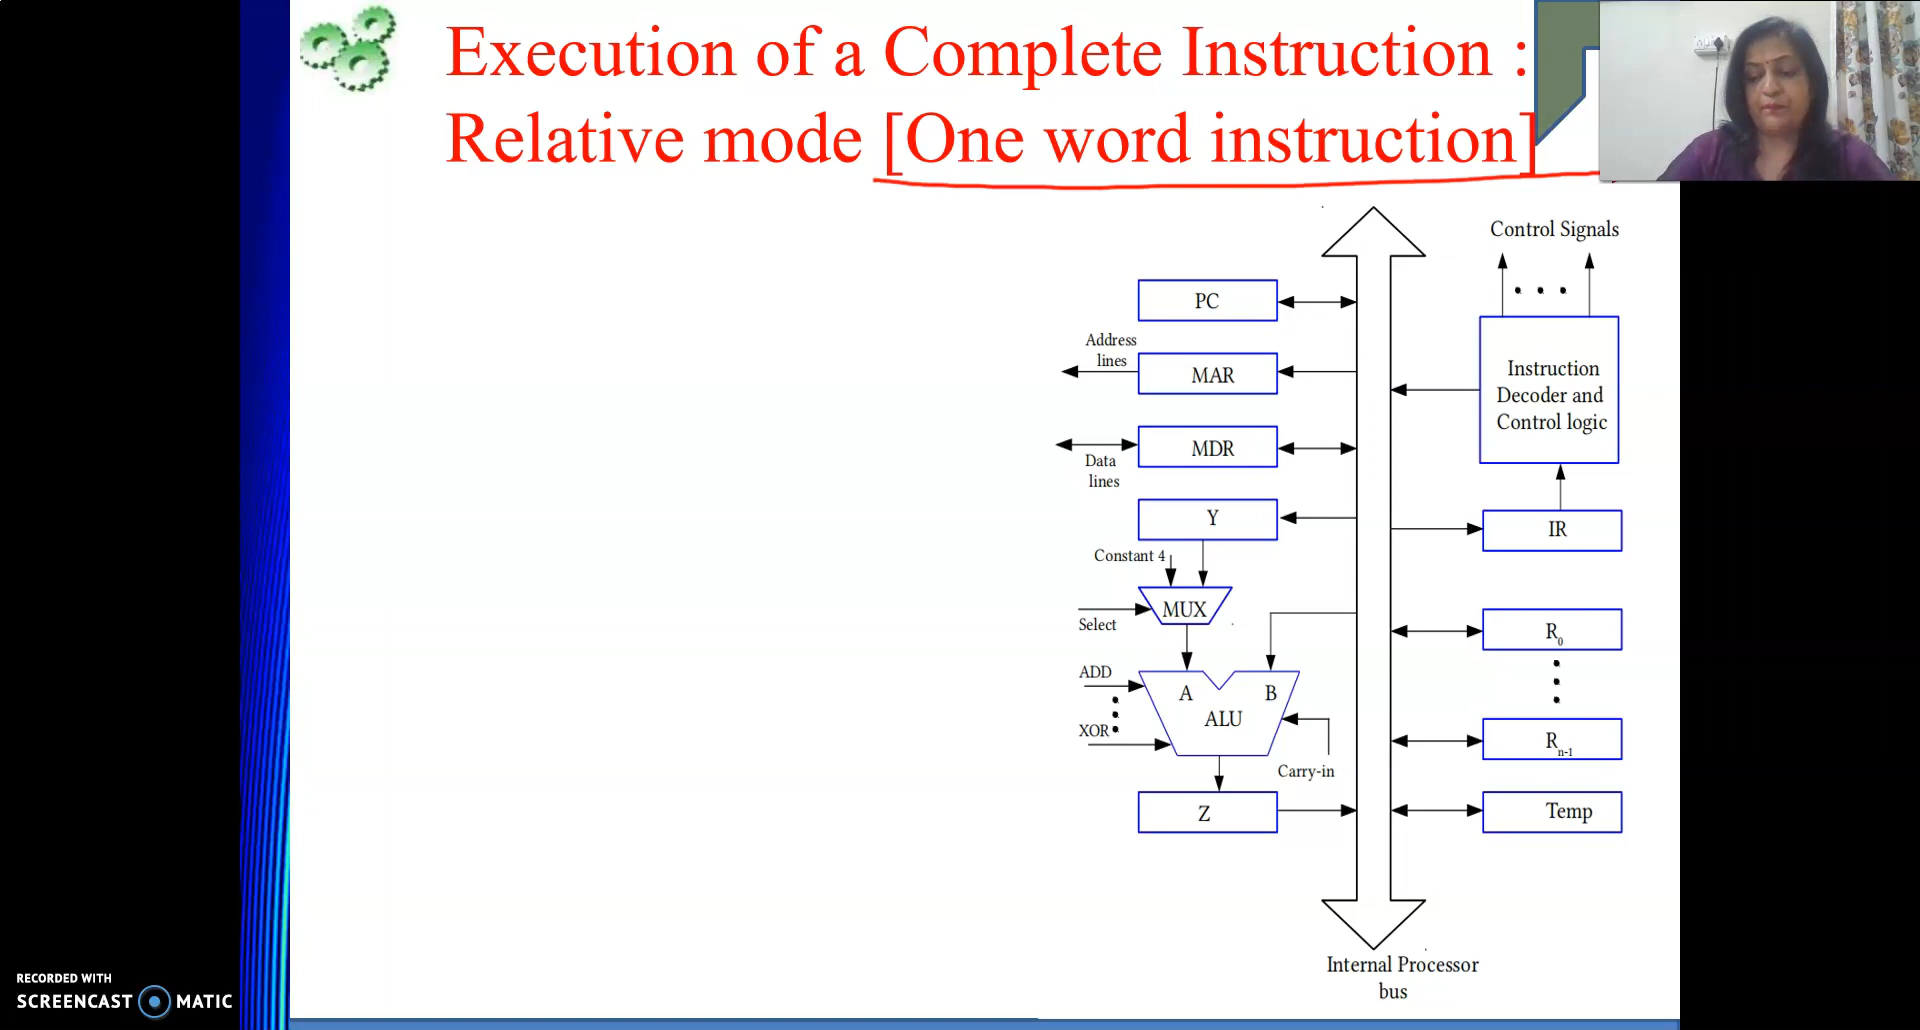 Execution of a Complete Instruction :
Relative mode [One word instruction]
Control Signals
PC
Address
lines
MAR
Instruction
Decoder and
Control logic
MDR
Data
lines
Y
IR
Constant 4
MUX
Select
R0
ADD
A
B
ALU
XOR
Rn-1
Carry-in
Z
Temp
Internal Processor
bus
RECORDED WITH
SCREENCAST MATIC